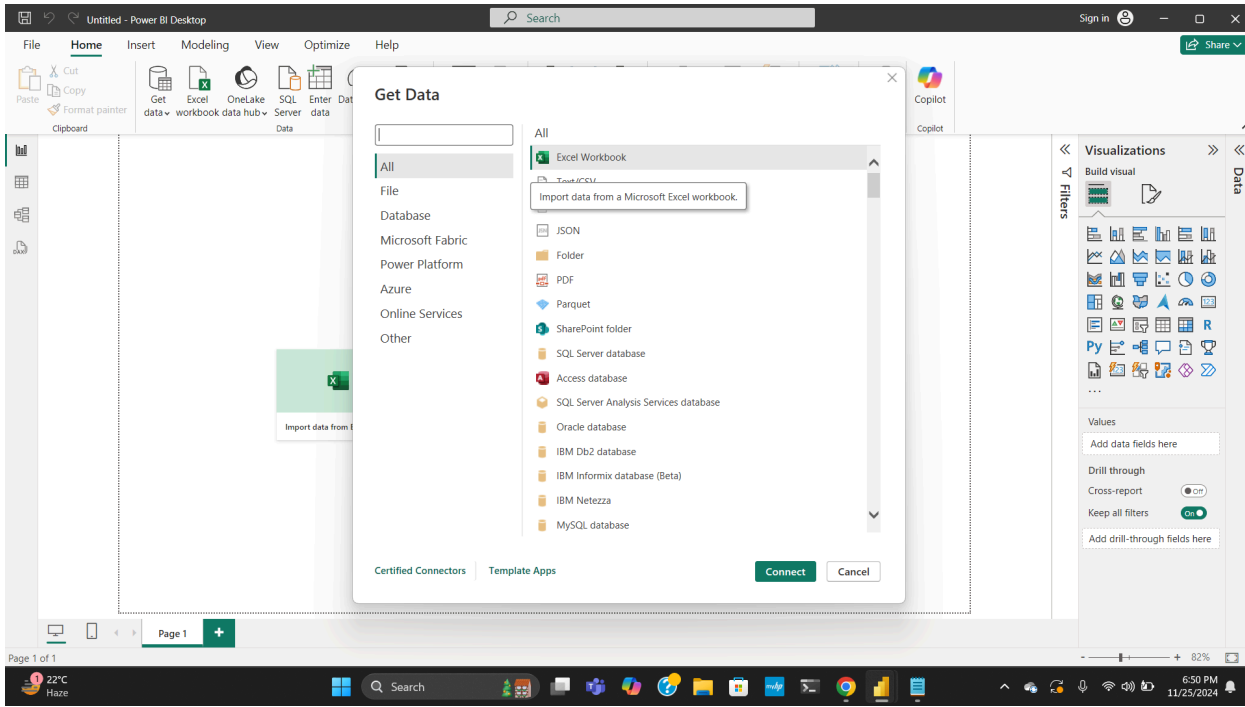 Untitled - Power BI Desktop
Search
Sign in
File Home Insert Modeling View Optimize Help
Share
Paste
Cut
Copy
Format painter
Clipboard
Get data
Excel workbook
OneLake data hub
SQL Server
Enter data
Dat
Data
Copilot
Copilot
Get Data
All
File
Database
Microsoft Fabric
Power Platform
Azure
Online Services
Other
All
Excel Workbook
Text/CSV
Import data from a Microsoft Excel workbook.
JSON
Folder
PDF
Parquet
SharePoint folder
SQL Server database
Access database
SQL Server Analysis Services database
Oracle database
IBM Db2 database
IBM Informix database (Beta)
IBM Netezza
MySQL database
Certified Connectors
Template Apps
Connect
Cancel
Import data from E
Filters
Visualizations
Build visual
123
R
Py
...
Values
Add data fields here
Drill through
Cross-report
Off
Keep all filters
On
Add drill-through fields here
Data
DAX
Page 1
Page 1 of 1
- + 82%
1
22°C
Haze
Search
6:50 PM
11/25/2024